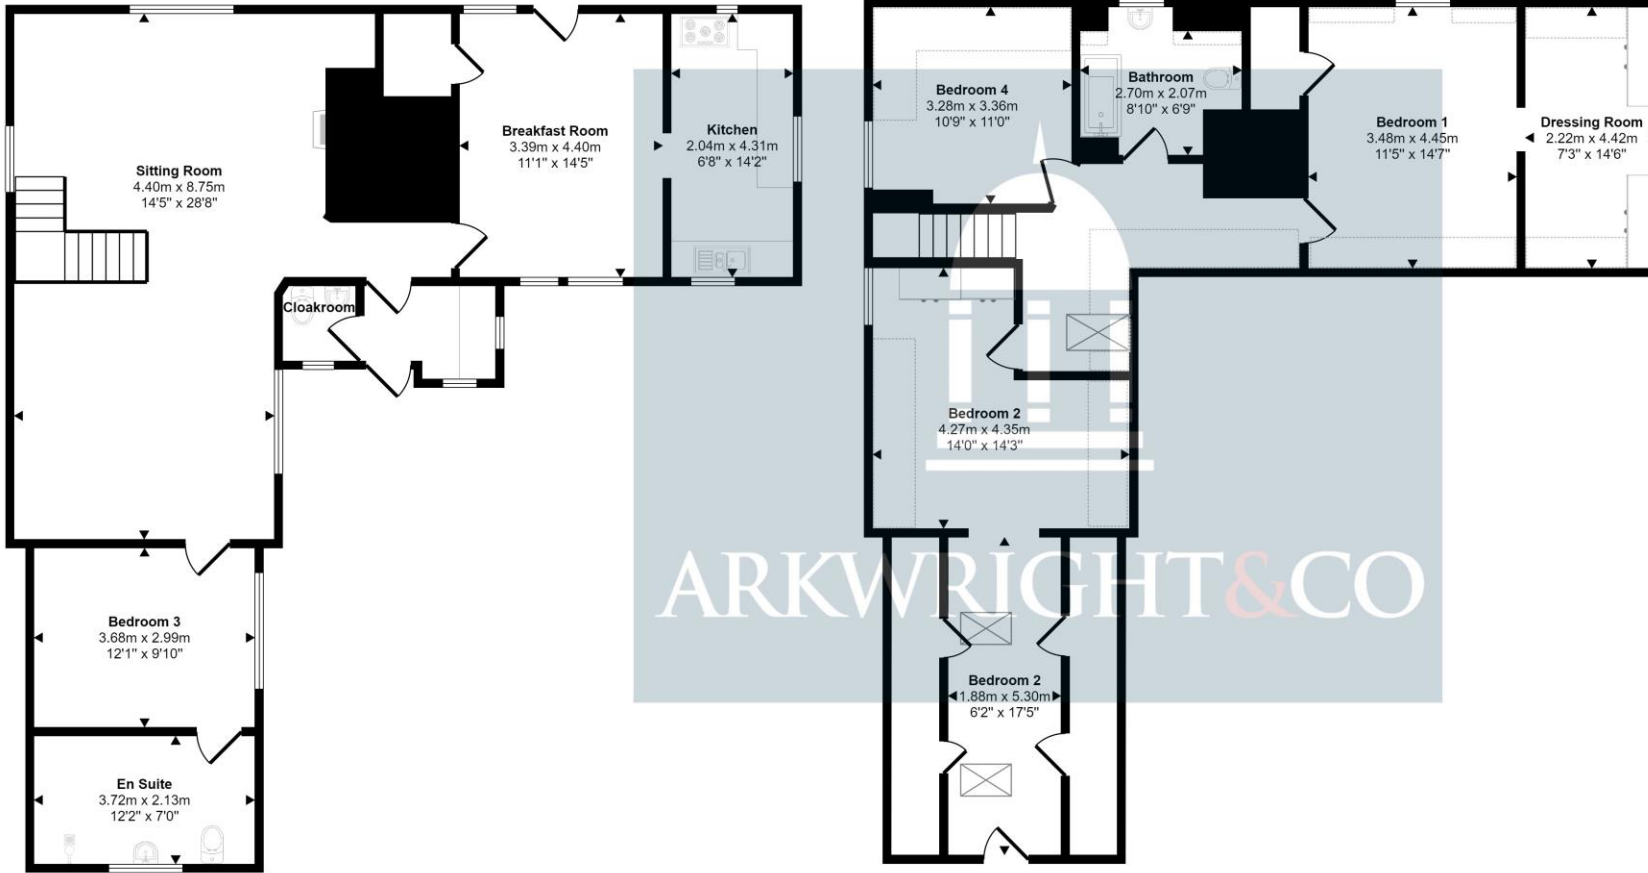 Sitting Room
4.40m x 8.75m
14'5" x 28'8"
Breakfast Room
3.39m x 4.40m
11'1" x 14'5"
Kitchen
2.04m x 4.31m
6'8" x 14'2"
Cloakroom
Bedroom 3
3.68m x 2.99m
12'1" x 9'10"
En Suite
3.72m x 2.13m
12'2" x 7'0"
Bedroom 4
3.28m x 3.36m
10'9" x 11'0"
Bathroom
2.70m x 2.07m
8'10" x 6'9"
Bedroom 1
3.48m x 4.45m
11'5" x 14'7"
Dressing Room
2.22m x 4.42m
7'3" x 14'6"
Bedroom 2
4.27m x 4.35m
14'0" x 14'3"
ARKWRIGHT&CO
Bedroom 2
1.88m x 5.30m
6'2" x 17'5"